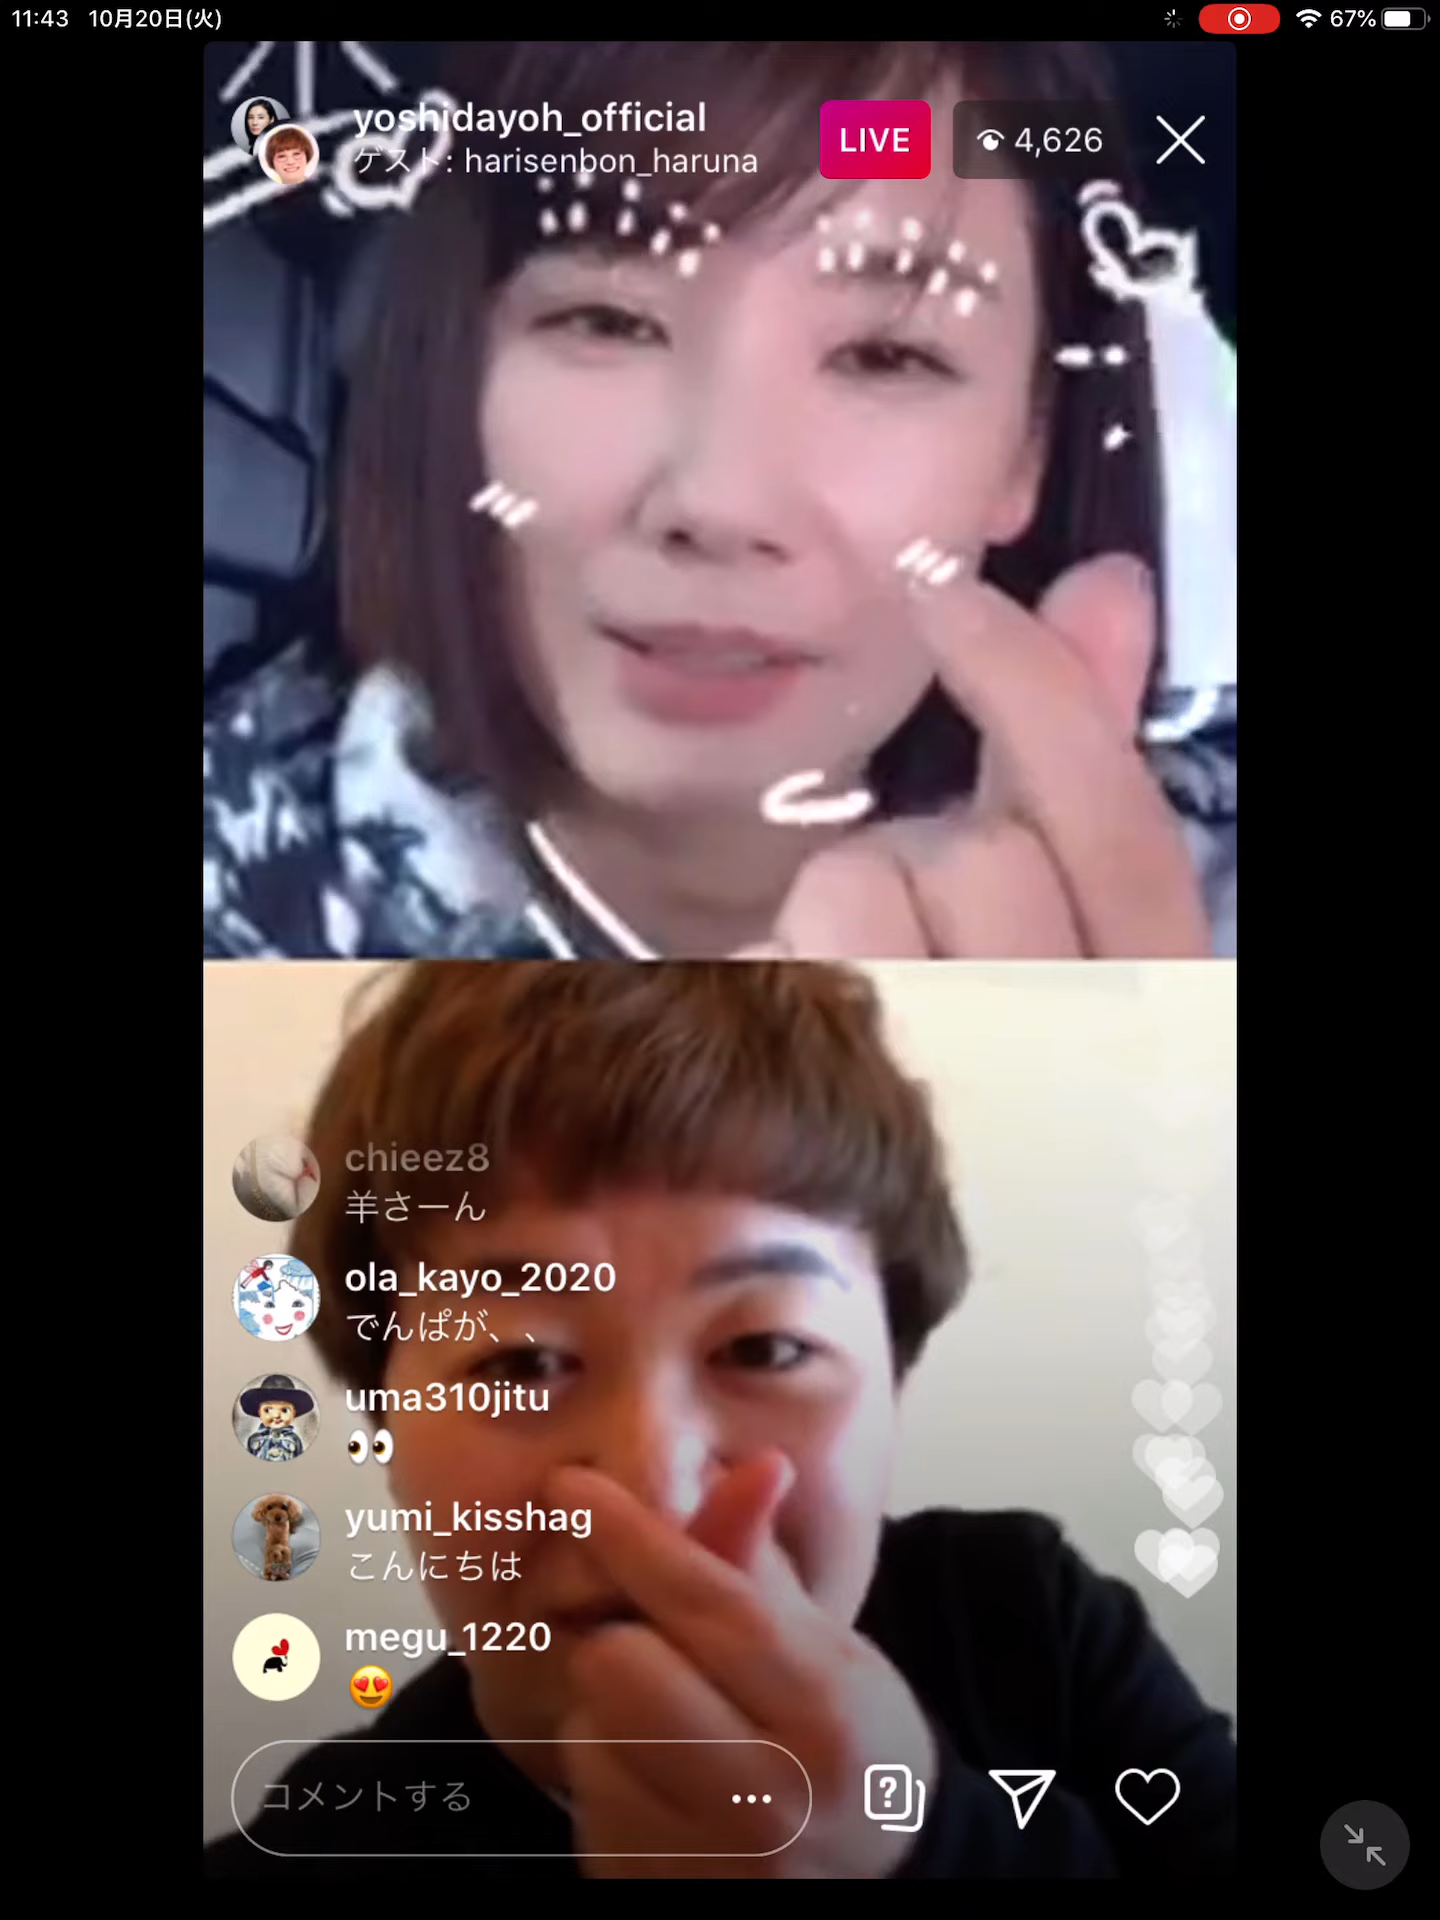 11:43 10月20日(火)
67%
yoshidayoh_official
ゲスト: harisenbon_haruna
LIVE
4,626
chieez8
羊さーん
ola_kayo_2020
でんぱが、、
uma310jitu
👀
yumi_kisshag
こんにちは
megu_1220
😍
コメントする